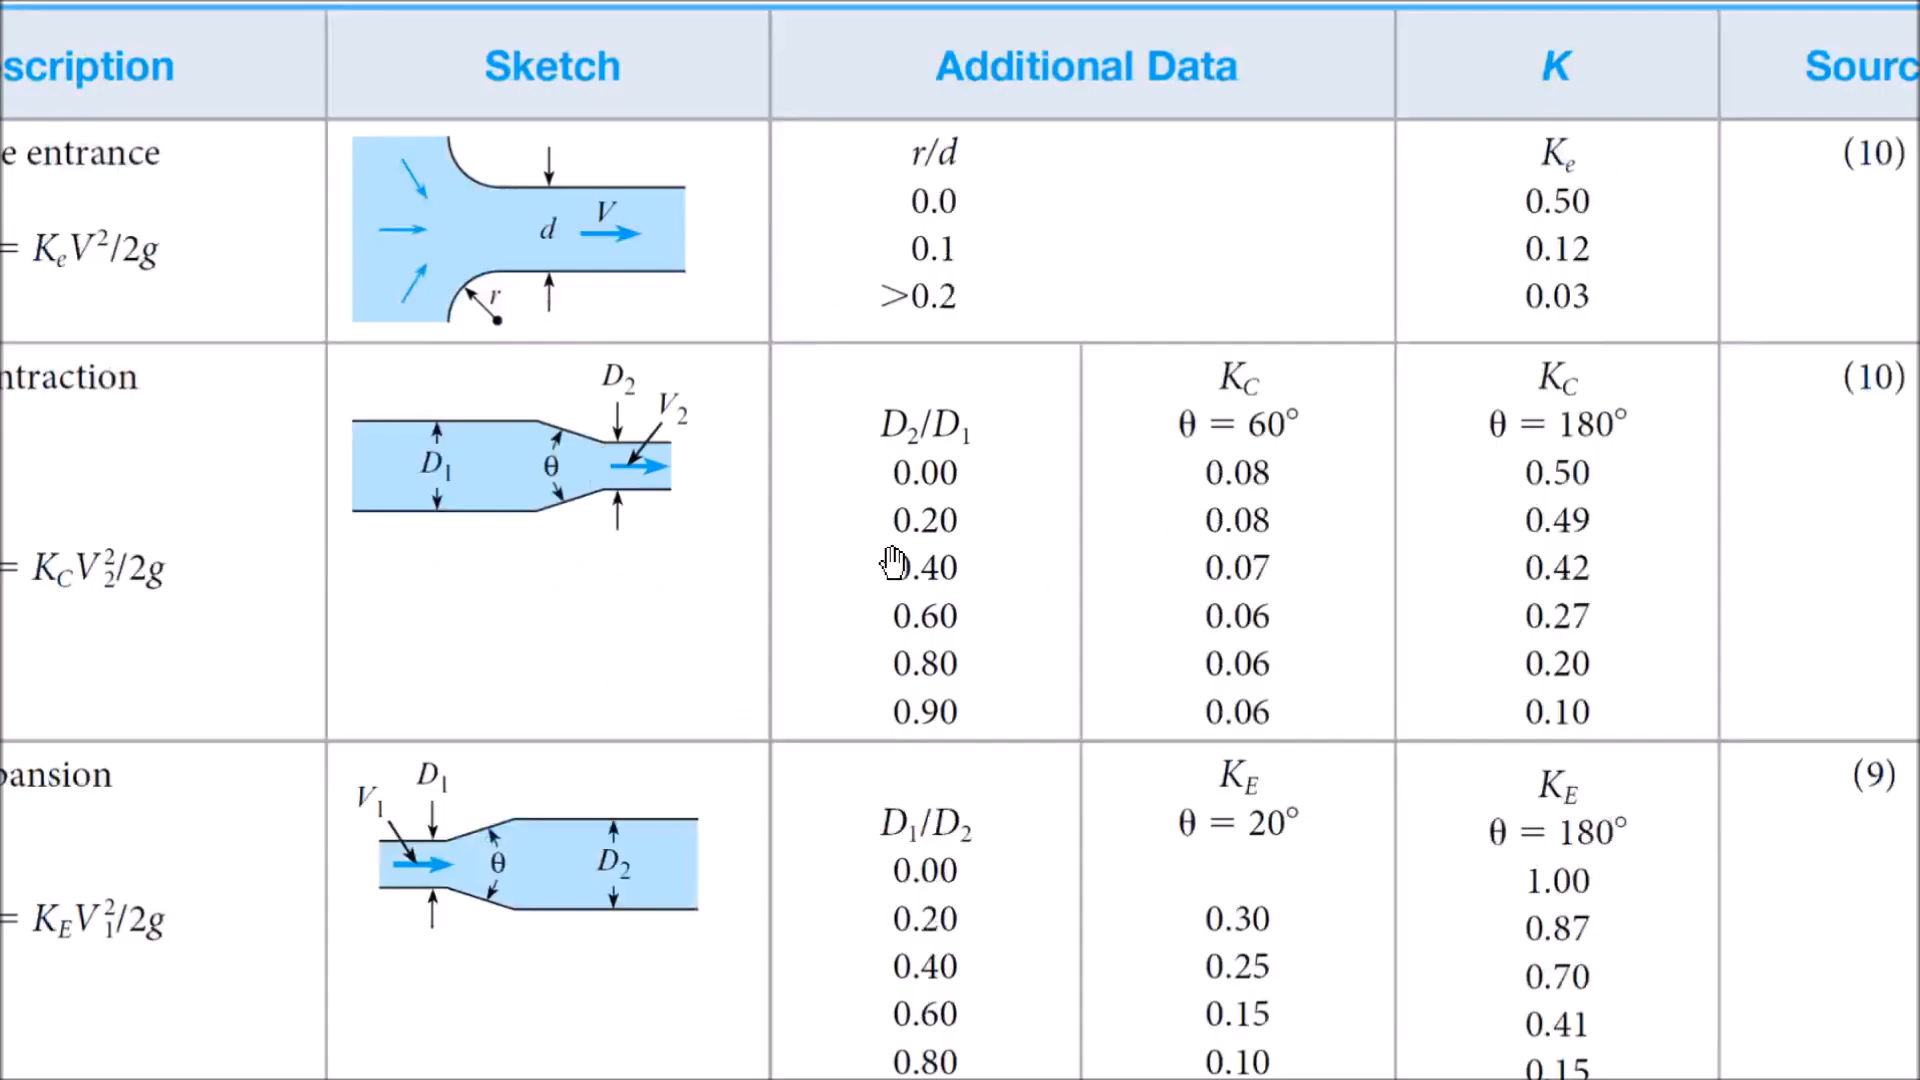 scription Sketch Additional Data K Sourc
e entrance r/d K_e (10)
0.0 0.50
= K_eV²/2g 0.1 0.12
>0.2 0.03
V
d
r
ntraction K_C K_C (10)
D₂/D₁ θ = 60° θ = 180°
0.00 0.08 0.50
0.20 0.08 0.49
= K_CV₂²/2g .40 0.07 0.42
0.60 0.06 0.27
0.80 0.06 0.20
0.90 0.06 0.10
D₂
V₂
D₁ θ
pansion K_E K_E (9)
D₁/D₂ θ = 20° θ = 180°
0.00 1.00
= K_EV₁²/2g 0.20 0.30 0.87
0.40 0.25 0.70
0.60 0.15 0.41
0.80 0.10 0.15
D₁
V₁
θ D₂